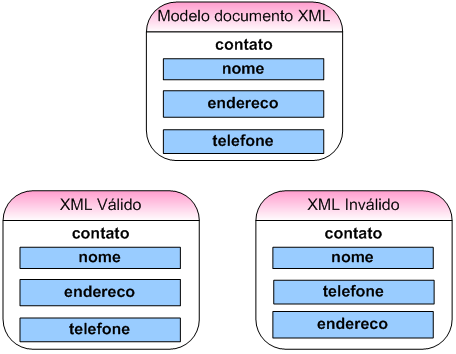 Modelo documento XML
contato
nome
endereco
telefone
XML Válido
contato
nome
endereco
telefone
XML Inválido
contato
nome
telefone
endereco